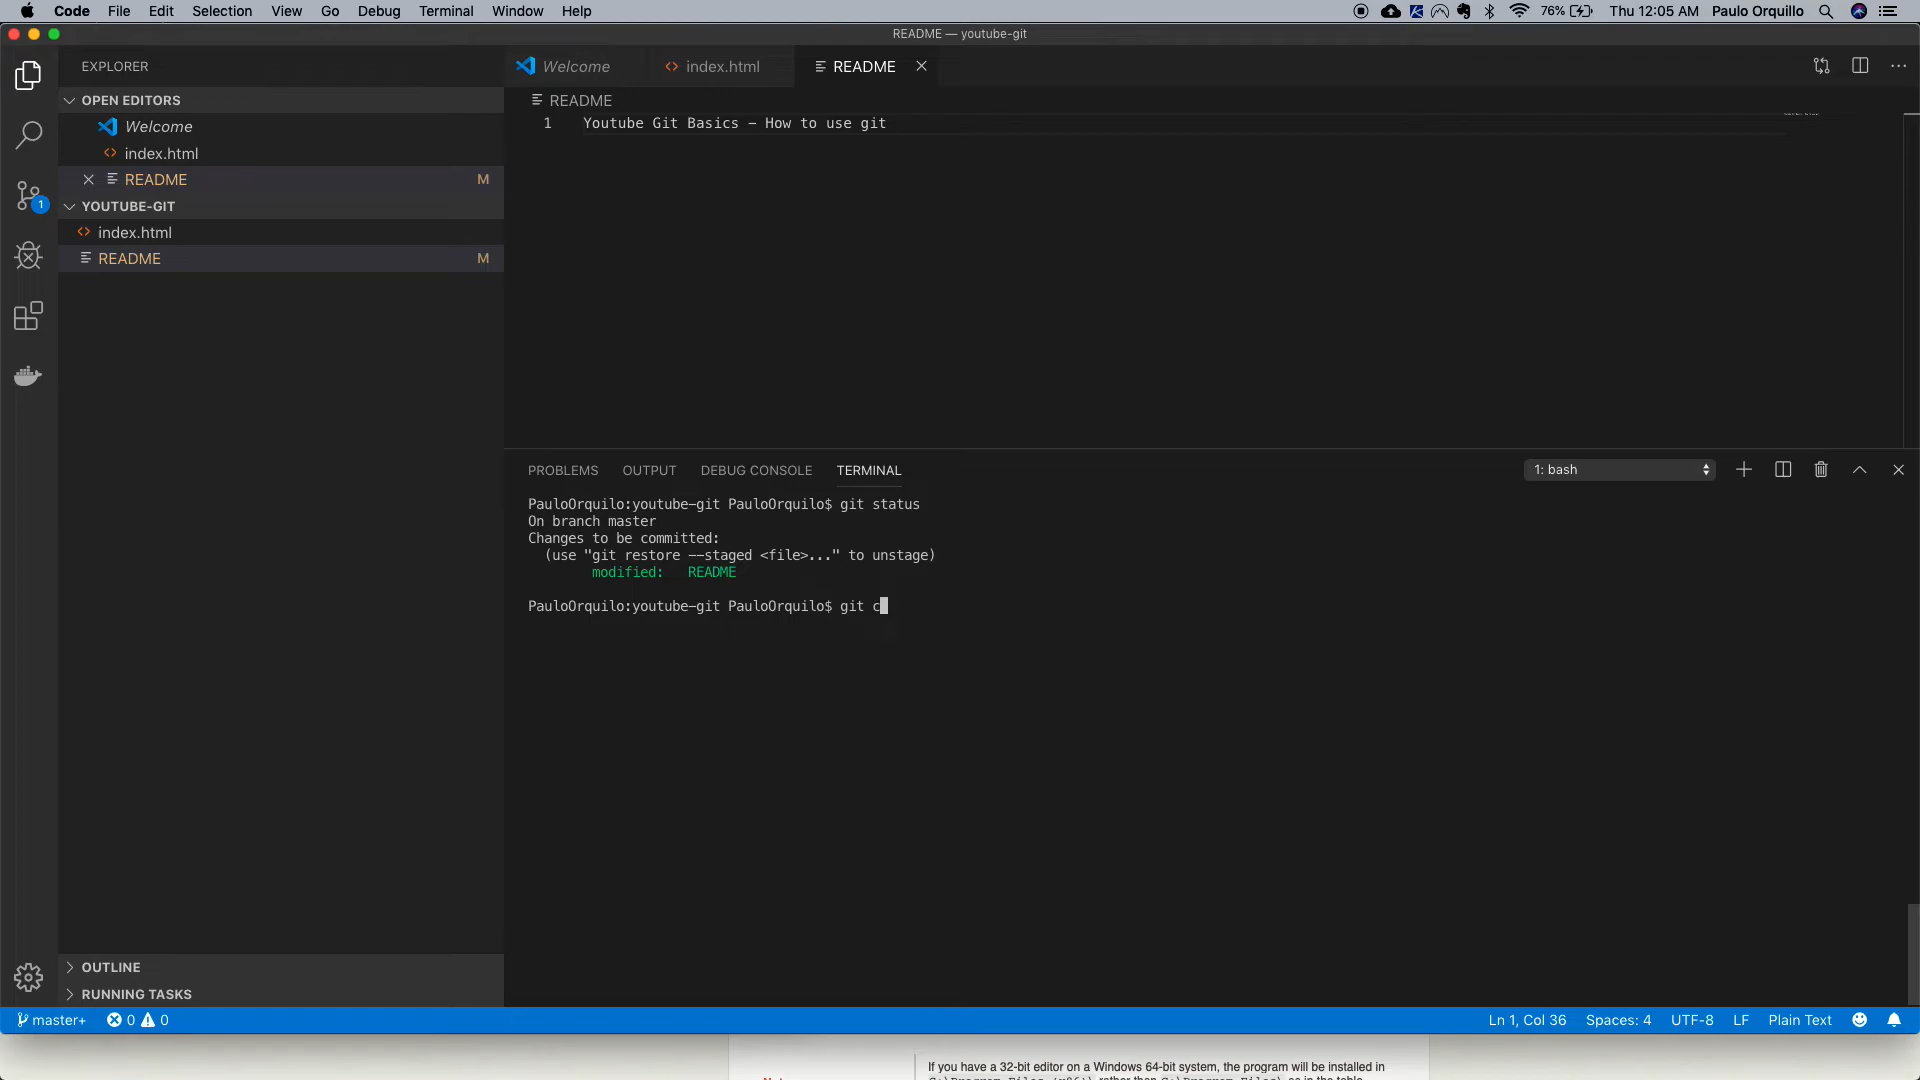 Code File Edit Selection View Go Debug Terminal Window Help
76% Thu 12:05 AM Paulo Orquillo
README — youtube-git
EXPLORER
OPEN EDITORS
Welcome
index.html
README M
YOUTUBE-GIT
index.html
README M
OUTLINE
RUNNING TASKS
1
Welcome index.html README
README
1 Youtube Git Basics - How to use git
PROBLEMS OUTPUT DEBUG CONSOLE TERMINAL
1: bash
PauloOrquilo:youtube-git PauloOrquilo$ git status
On branch master
Changes to be committed:
(use "git restore --staged <file>..." to unstage)
modified: README
PauloOrquilo:youtube-git PauloOrquilo$ git c
master+ 0 0
Ln 1, Col 36 Spaces: 4 UTF-8 LF Plain Text
If you have a 32-bit editor on a Windows 64-bit system, the program will be installed in